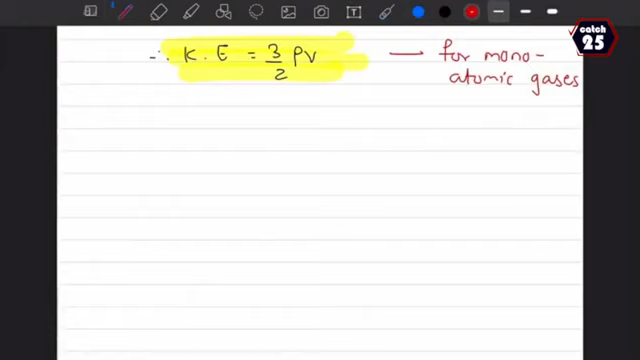 catch
25
∴ K.E = 3/2 PV → for mono-
atomic gases